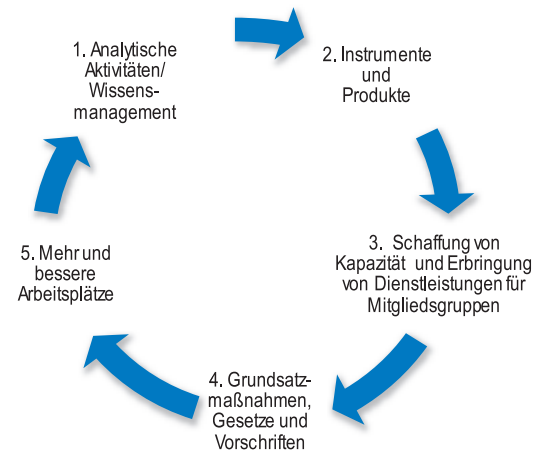 1. Analytische
Aktivitäten/
Wissens-
management
2. Instrumente
und
Produkte
3. Schaffung von
Kapazität und Erbringung
von Dienstleistungen für
Mitgliedsgruppen
4. Grundsatz-
maßnahmen,
Gesetze und
Vorschriften
5. Mehr und
bessere
Arbeitsplätze